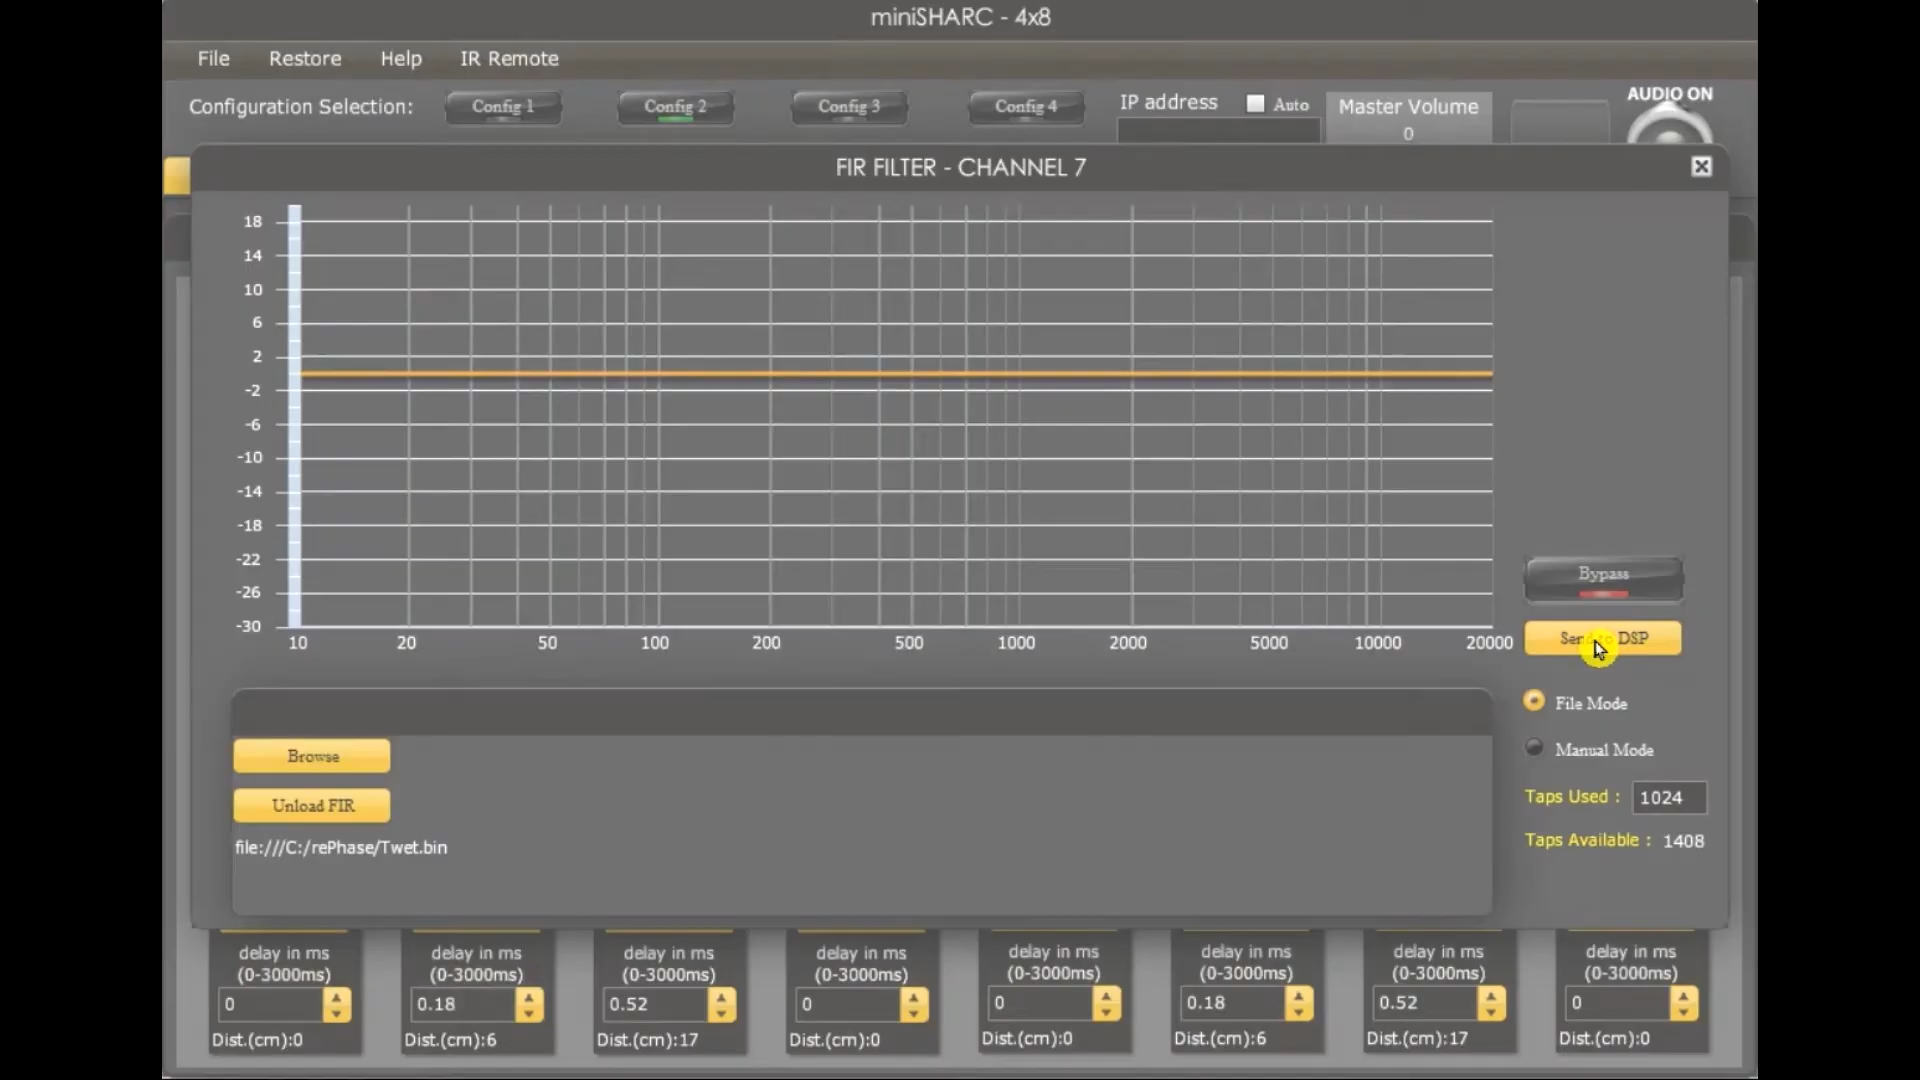 miniSHARC - 4x8
File Restore Help IR Remote
Configuration Selection: Config 1 Config 2 Config 3 Config 4 IP address Auto Master Volume AUDIO ON
0
FIR FILTER - CHANNEL 7
18
14
10
6
2
-2
-6
-10
-14
-18
-22
-26
-30
10 20 50 100 200 500 1000 2000 5000 10000 20000
Bypass
Send to DSP
File Mode
Manual Mode
Taps Used : 1024
Taps Available : 1408
Browse
Unload FIR
file:///C:/rePhase/Twet.bin
delay in ms delay in ms delay in ms delay in ms delay in ms delay in ms delay in ms delay in ms
(0-3000ms) (0-3000ms) (0-3000ms) (0-3000ms) (0-3000ms) (0-3000ms) (0-3000ms) (0-3000ms)
0 0.18 0.52 0 0 0.18 0.52 0
Dist.(cm):0 Dist.(cm):6 Dist.(cm):17 Dist.(cm):0 Dist.(cm):0 Dist.(cm):6 Dist.(cm):17 Dist.(cm):0